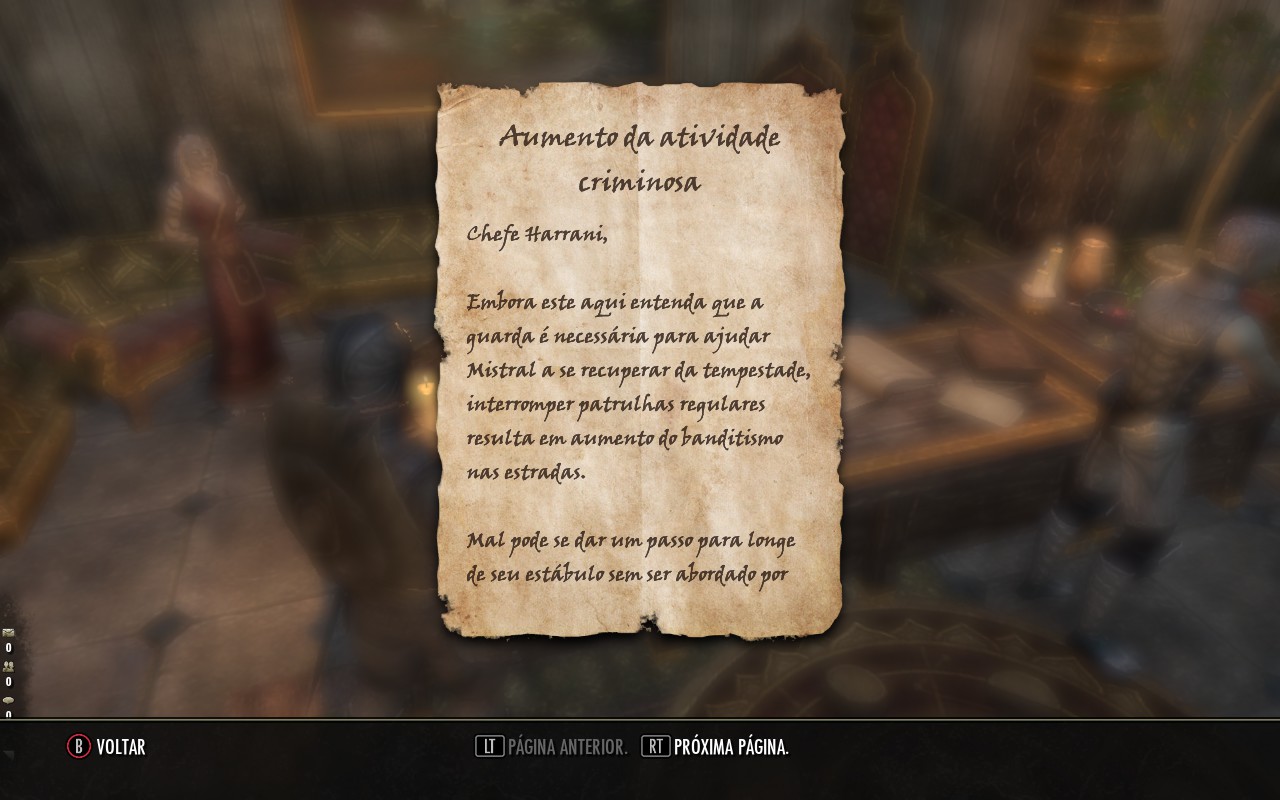 Aumento da atividade
criminosa
Chefe Harrani,
Embora este aqui entenda que a
guarda é necessária para ajudar
Mistral a se recuperar da tempestade,
interromper patrulhas regulares
resulta em aumento do banditismo
nas estradas.
Mal pode se dar um passo para longe
de seu estábulo sem ser abordado por
0
0
0
B VOLTAR
LT PÁGINA ANTERIOR. RT PRÓXIMA PÁGINA.